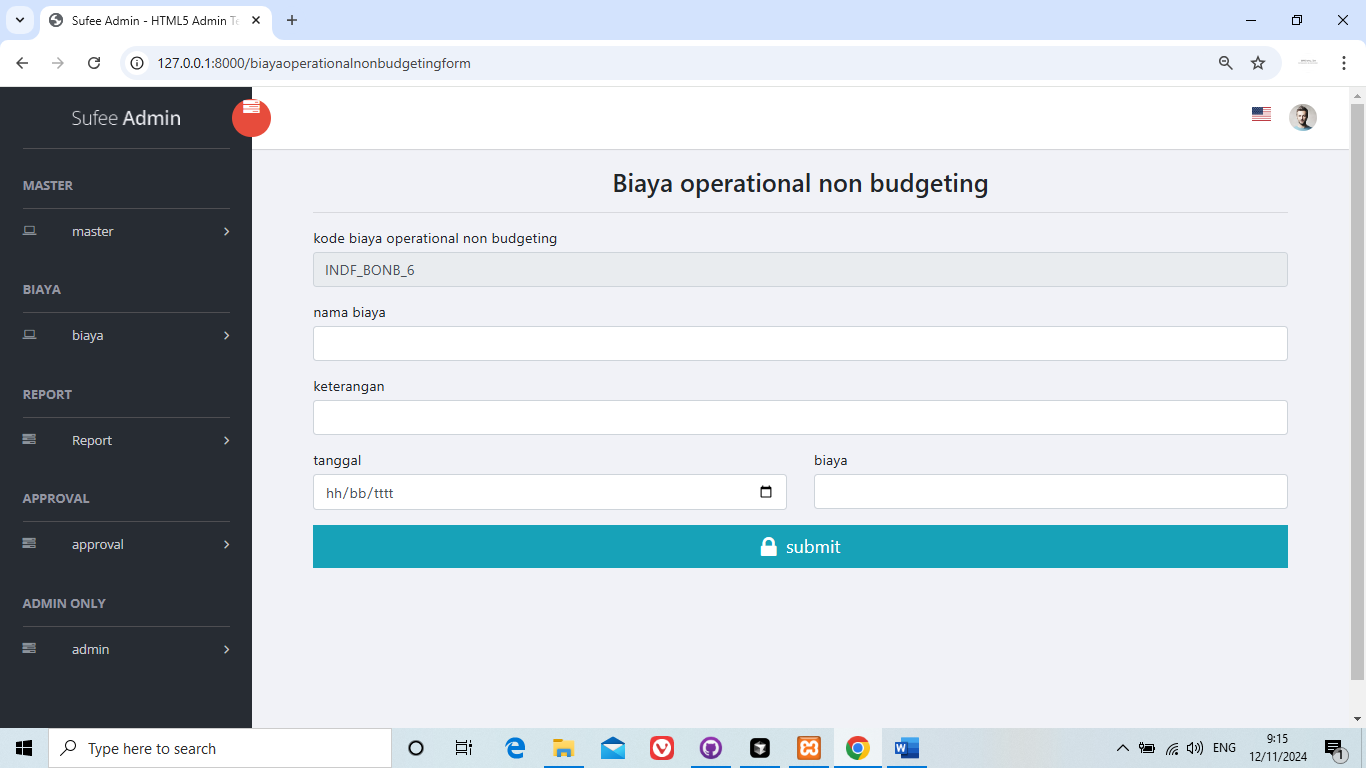 Sufee Admin - HTML5 Admin Te
127.0.0.1:8000/biayaoperationalnonbudgetingform
Sufee Admin
MASTER
master
BIAYA
biaya
REPORT
Report
APPROVAL
approval
ADMIN ONLY
admin
Biaya operational non budgeting
kode biaya operational non budgeting
INDF_BONB_6
nama biaya
keterangan
tanggal
hh/bb/tttt
biaya
submit
Type here to search
ENG
9:15
12/11/2024
1